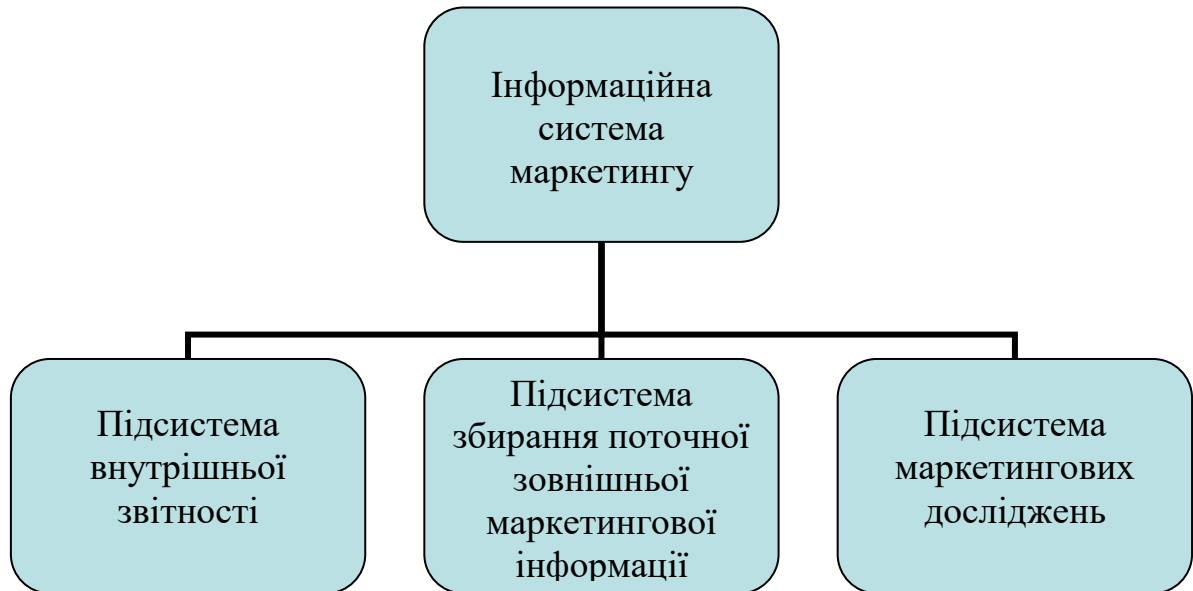 Інформаційна
система
маркетингу
Підсистема
внутрішньої
звітності
Підсистема
збирання поточної
зовнішньої
маркетингової
інформації
Підсистема
маркетингових
досліджень